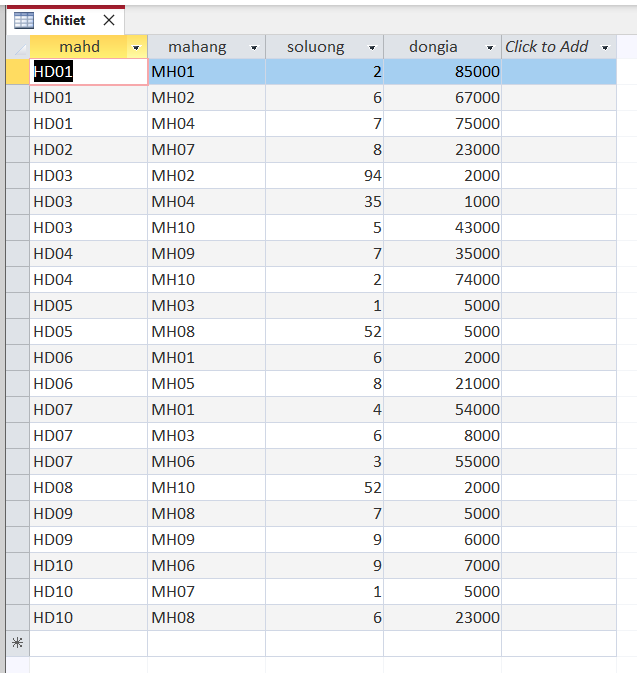 Chitiet
mahd mahang soluong dongia Click to Add
HD01 MH01 2 85000
HD01 MH02 6 67000
HD01 MH04 7 75000
HD02 MH07 8 23000
HD03 MH02 94 2000
HD03 MH04 35 1000
HD03 MH10 5 43000
HD04 MH09 7 35000
HD04 MH10 2 74000
HD05 MH03 1 5000
HD05 MH08 52 5000
HD06 MH01 6 2000
HD06 MH05 8 21000
HD07 MH01 4 54000
HD07 MH03 6 8000
HD07 MH06 3 55000
HD08 MH10 52 2000
HD09 MH08 7 5000
HD09 MH09 9 6000
HD10 MH06 9 7000
HD10 MH07 1 5000
HD10 MH08 6 23000